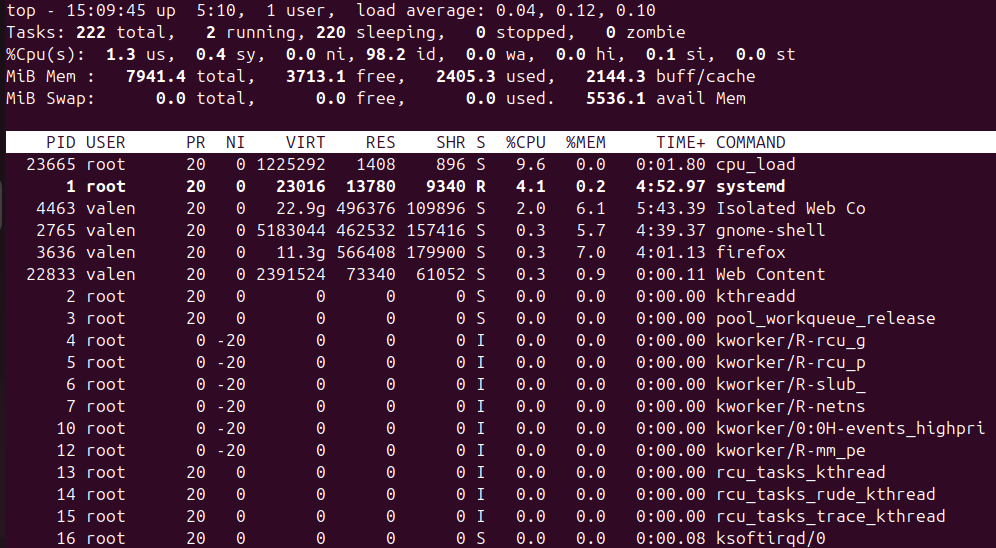 top - 15:09:45 up  5:10,  1 user,  load average: 0.04, 0.12, 0.10
Tasks: 222 total,   2 running, 220 sleeping,   0 stopped,   0 zombie
%Cpu(s):  1.3 us,  0.4 sy,  0.0 ni, 98.2 id,  0.0 wa,  0.0 hi,  0.1 si,  0.0 st
MiB Mem :   7941.4 total,   3713.1 free,   2405.3 used,   2144.3 buff/cache
MiB Swap:      0.0 total,      0.0 free,      0.0 used.   5536.1 avail Mem
PID USER      PR  NI    VIRT    RES    SHR S  %CPU  %MEM     TIME+ COMMAND
23665 root      20   0 1225292   1408    896 S   9.6   0.0   0:01.80 cpu_load
1 root      20   0   23016  13780   9340 R   4.1   0.2   4:52.97 systemd
4463 valen     20   0   22.9g 496376 109896 S   2.0   6.1   5:43.39 Isolated Web Co
2765 valen     20   0 5183044 462532 157416 S   0.3   5.7   4:39.37 gnome-shell
3636 valen     20   0   11.3g 566408 179900 S   0.3   7.0   4:01.13 firefox
22833 valen     20   0 2391524  73340  61052 S   0.3   0.9   0:00.11 Web Content
2 root      20   0       0      0      0 S   0.0   0.0   0:00.00 kthreadd
3 root      20   0       0      0      0 S   0.0   0.0   0:00.00 pool_workqueue_release
4 root       0 -20       0      0      0 I   0.0   0.0   0:00.00 kworker/R-rcu_g
5 root       0 -20       0      0      0 I   0.0   0.0   0:00.00 kworker/R-rcu_p
6 root       0 -20       0      0      0 I   0.0   0.0   0:00.00 kworker/R-slub_
7 root       0 -20       0      0      0 I   0.0   0.0   0:00.00 kworker/R-netns
10 root       0 -20       0      0      0 I   0.0   0.0   0:00.00 kworker/0:0H-events_highpri
12 root       0 -20       0      0      0 I   0.0   0.0   0:00.00 kworker/R-mm_pe
13 root      20   0       0      0      0 I   0.0   0.0   0:00.00 rcu_tasks_kthread
14 root      20   0       0      0      0 I   0.0   0.0   0:00.00 rcu_tasks_rude_kthread
15 root      20   0       0      0      0 I   0.0   0.0   0:00.00 rcu_tasks_trace_kthread
16 root      20   0       0      0      0 S   0.0   0.0   0:00.08 ksoftirqd/0